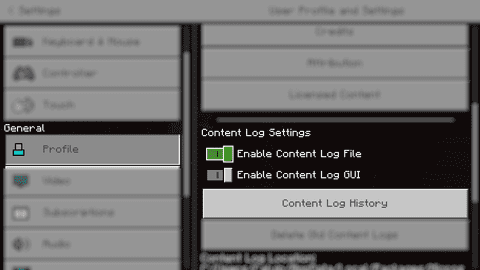 < Settings
User Profile and Settings
Keyboard & Mouse
Controller
Touch
General
Profile
Video
Subscriptions
Audio
Credits
Attribution
Licensed Content
Content Log Settings
Enable Content Log File
Enable Content Log GUI
Content Log History
Delete Old Content Logs
Content Log Location: